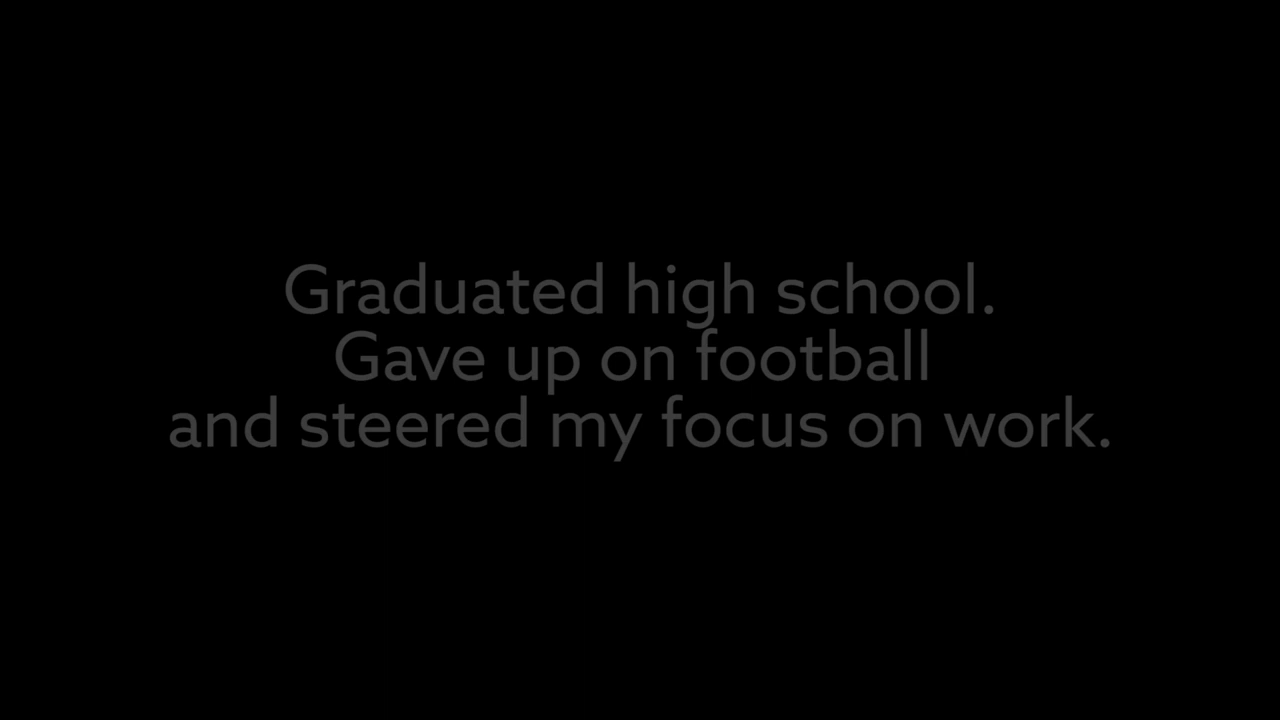 Graduated high school.
Gave up on football
and steered my focus on work.